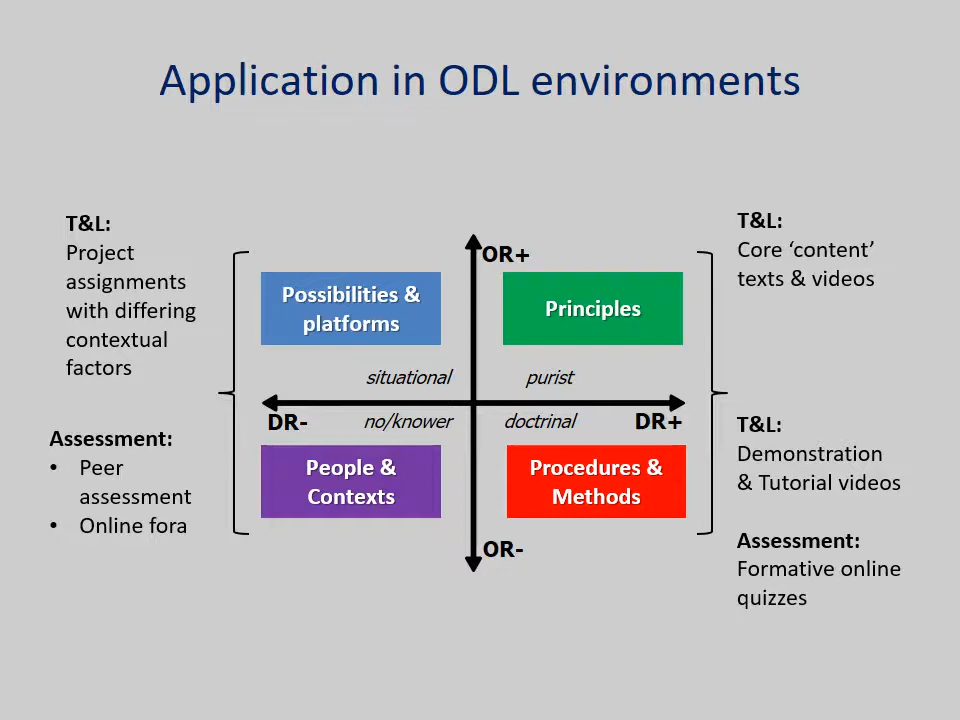 Application in ODL environments
T&L:
Project
assignments
with differing
contextual
factors
Assessment:
• Peer
assessment
• Online fora
OR+
Possibilities &
platforms
Principles
situational
purist
DR-
no/knower
doctrinal
DR+
People &
Contexts
Procedures &
Methods
OR-
T&L:
Core ‘content’
texts & videos
T&L:
Demonstration
& Tutorial videos
Assessment:
Formative online
quizzes